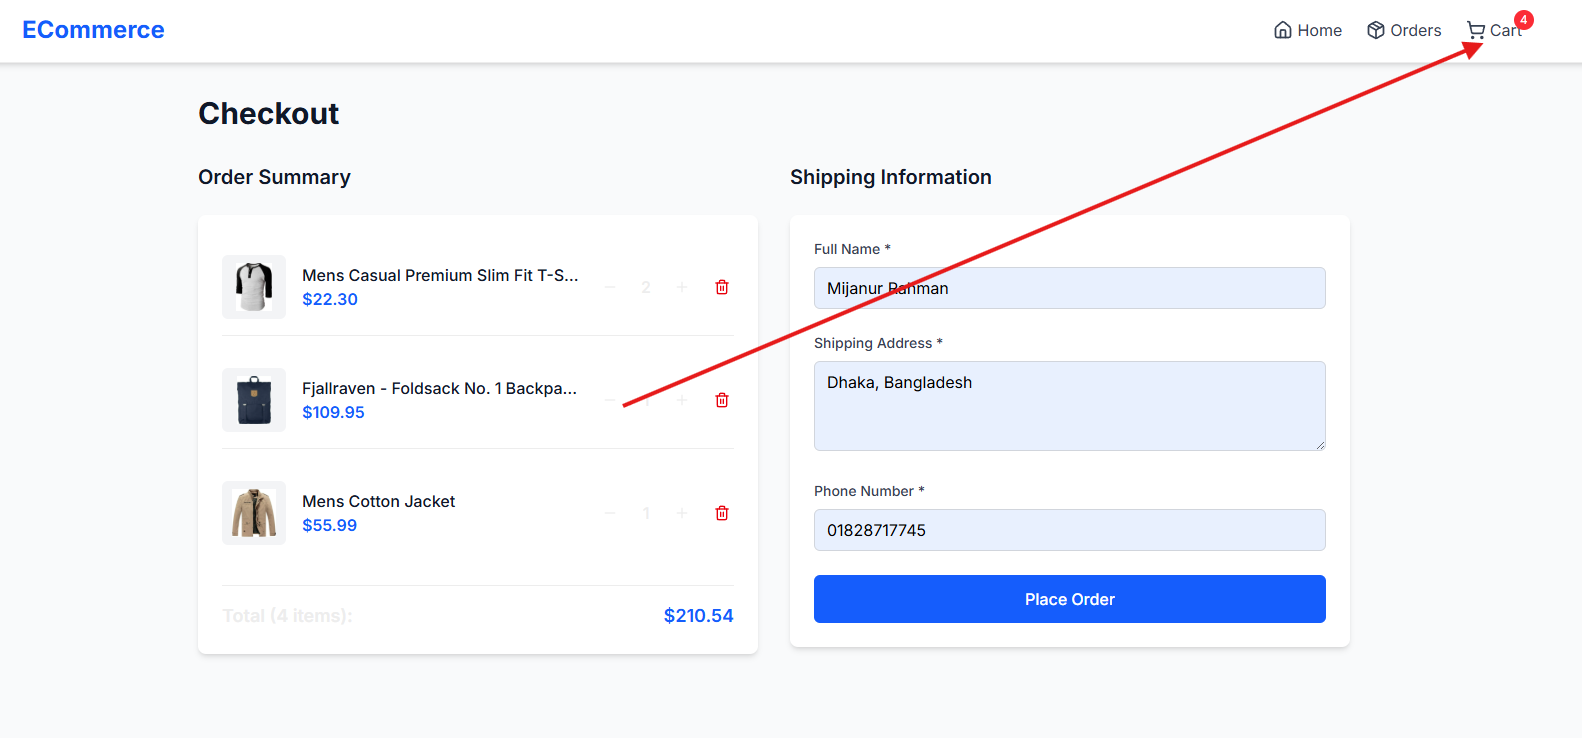 ECommerce
Home
Orders
Cart
4
Checkout
Order Summary
Mens Casual Premium Slim Fit T-S...
$22.30
− 2 +
Fjallraven - Foldsack No. 1 Backpa...
$109.95
− 1 +
Mens Cotton Jacket
$55.99
− 1 +
Total (4 items):
$210.54
Shipping Information
Full Name *
Mijanur Rahman
Shipping Address *
Dhaka, Bangladesh
Phone Number *
01828717745
Place Order